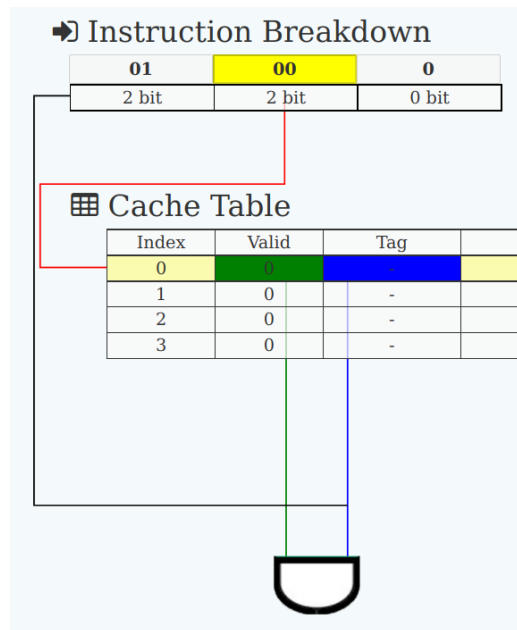 Instruction Breakdown
01 00 0
2 bit 2 bit 0 bit
Cache Table
Index Valid Tag
0 0 -
1 0 -
2 0 -
3 0 -